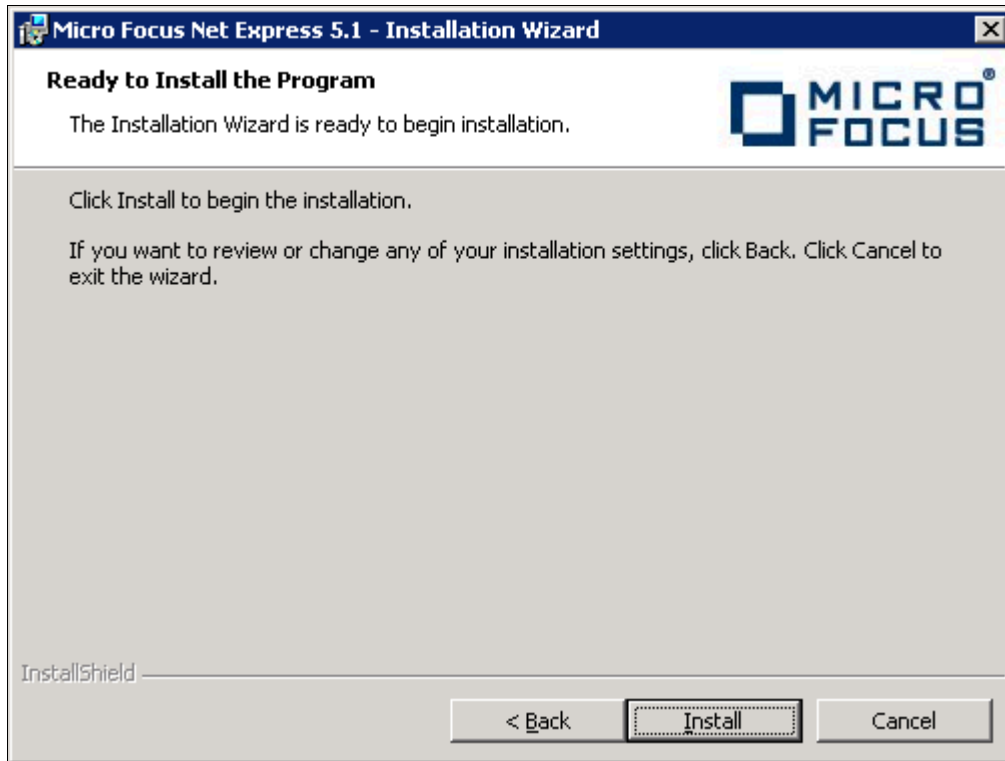 Micro Focus Net Express 5.1 - Installation Wizard
Ready to Install the Program
The Installation Wizard is ready to begin installation.
MICRO
FOCUS
®
Click Install to begin the installation.
If you want to review or change any of your installation settings, click Back. Click Cancel to
exit the wizard.
InstallShield
< Back
Install
Cancel